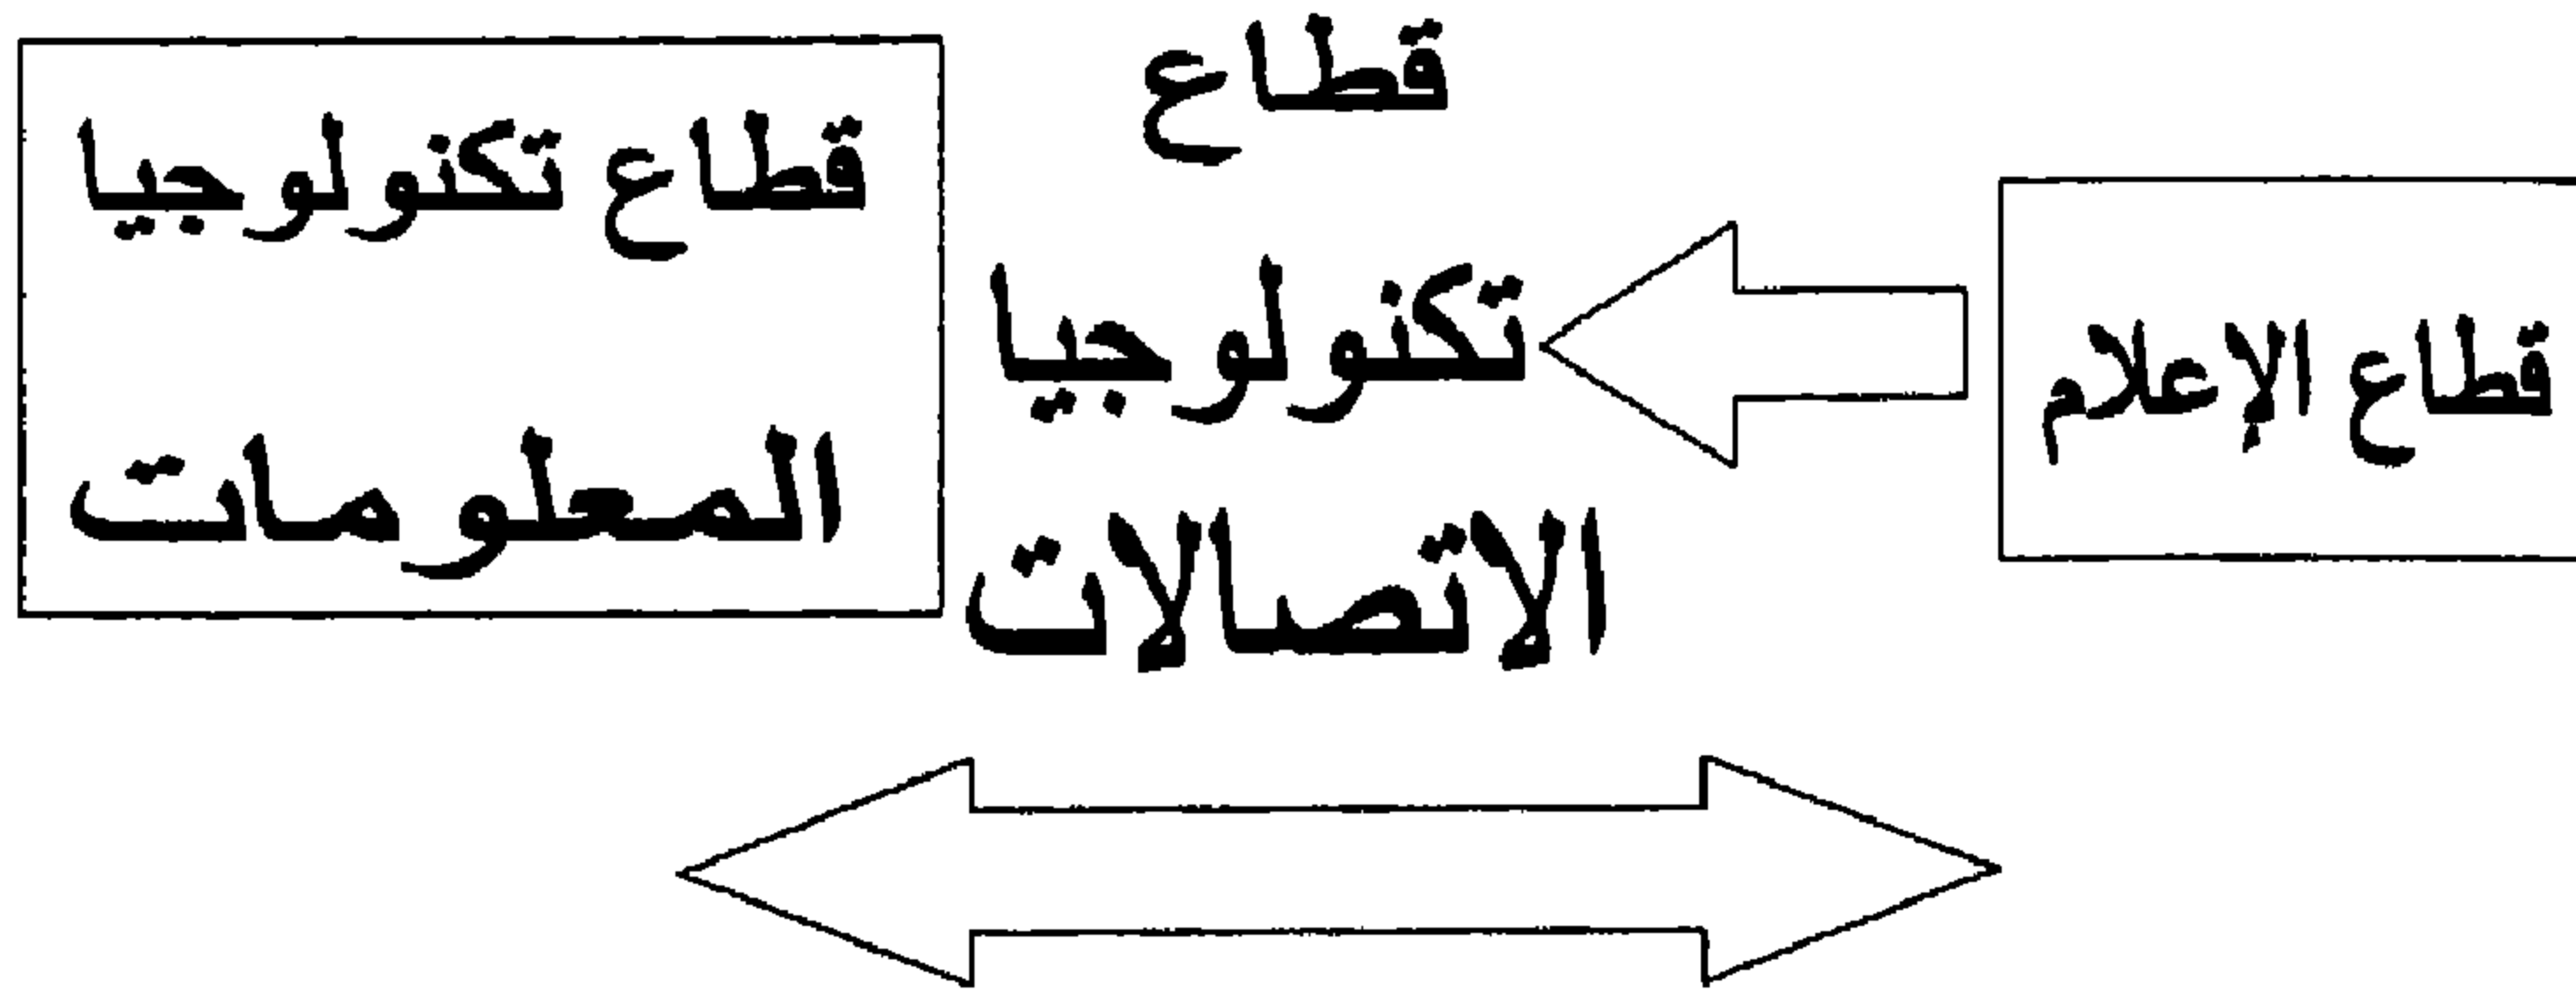 قطاع الإعلام
قطاع
تكنولوجيا
الاتصالات
قطاع تكنولوجيا
المعلومات